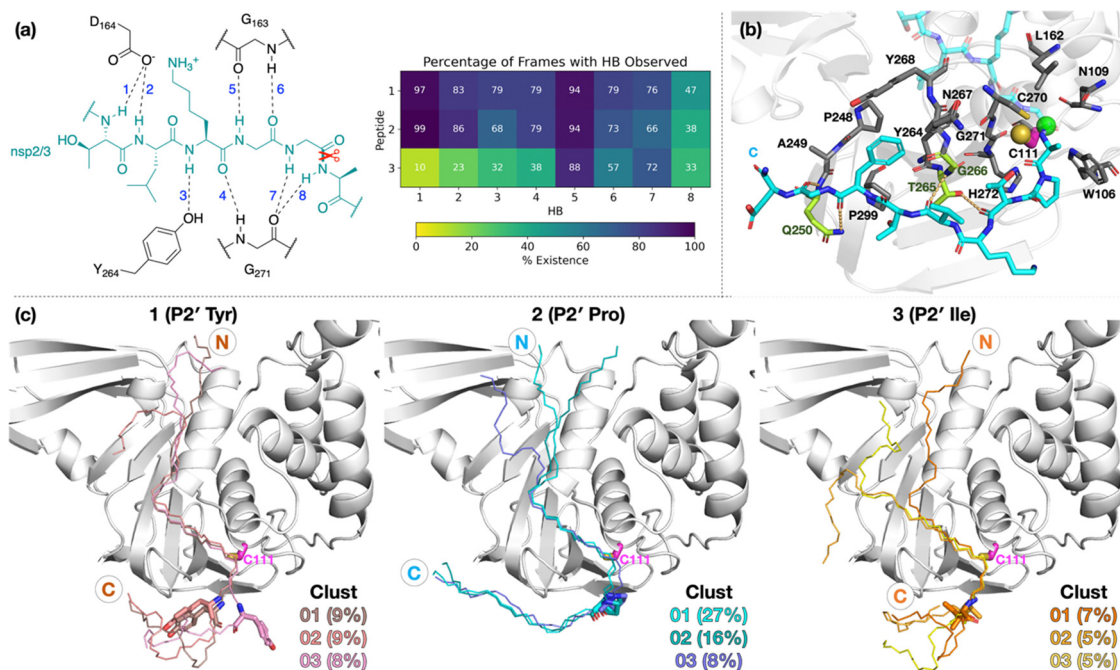 (a)
D164
G163
O
O-
NH3+
O
N
H
1
2
5
6
H
N
H
N
O
H
N
O
H
N
O
nsp2/3
HO
O
N
H
O
N
H
O
3
4
7
8
OH
Y264
N
H
O
G271
Percentage of Frames with HB Observed
Peptide
1 97 83 79 79 94 79 76 47
2 99 86 68 79 94 73 66 38
3 10 23 32 38 88 57 72 33
1 2 3 4 5 6 7 8
HB
0 20 40 60 80 100
% Existence
(b)
L162
Y268
N109
N267
C270
P248
Y264
G271
A249
C111
C
G266
T265
H272
W106
P299
Q250
(c)
1 (P2′ Tyr)
N
C111
C
Clust
01 (9%)
02 (9%)
03 (8%)
2 (P2′ Pro)
N
C111
C
Clust
01 (27%)
02 (16%)
03 (8%)
3 (P2′ Ile)
N
C111
C
Clust
01 (7%)
02 (5%)
03 (5%)